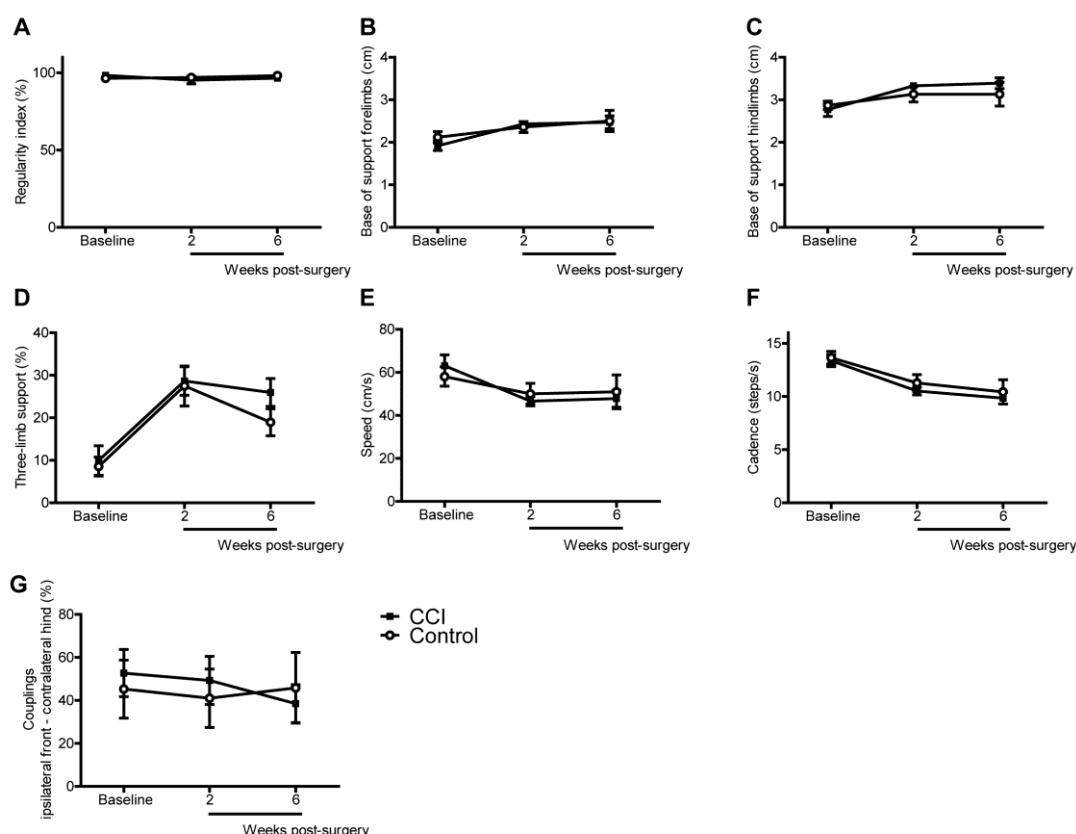 A
Regularity index (%)
100
50
0
Baseline
2
6
Weeks post-surgery
B
Base of support forelimbs (cm)
4
3
2
1
0
Baseline
2
6
Weeks post-surgery
C
Base of support hindlimbs (cm)
4
3
2
1
0
Baseline
2
6
Weeks post-surgery
D
Three-limb support (%)
40
30
20
10
0
Baseline
2
6
Weeks post-surgery
E
Speed (cm/s)
80
60
40
20
0
Baseline
2
6
Weeks post-surgery
F
Cadence (steps/s)
15
10
5
0
Baseline
2
6
Weeks post-surgery
G
Couplings
ipsilateral front - contralateral hind (%)
80
60
40
20
0
Baseline
2
6
Weeks post-surgery
CCI
Control